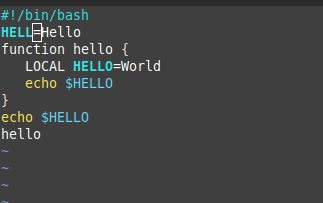 #!/bin/bash
HELL=Hello
function hello {
   LOCAL HELLO=World
   echo $HELLO
}
echo $HELLO
hello
~
~
~
~